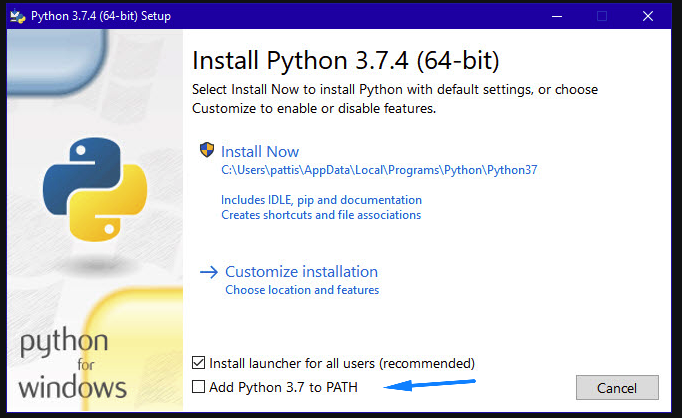 Python 3.7.4 (64-bit) Setup
Install Python 3.7.4 (64-bit)
Select Install Now to install Python with default settings, or choose
Customize to enable or disable features.
Install Now
C:\Users\pattis\AppData\Local\Programs\Python\Python37
Includes IDLE, pip and documentation
Creates shortcuts and file associations
Customize installation
Choose location and features
python
for
windows
Install launcher for all users (recommended)
Add Python 3.7 to PATH
Cancel